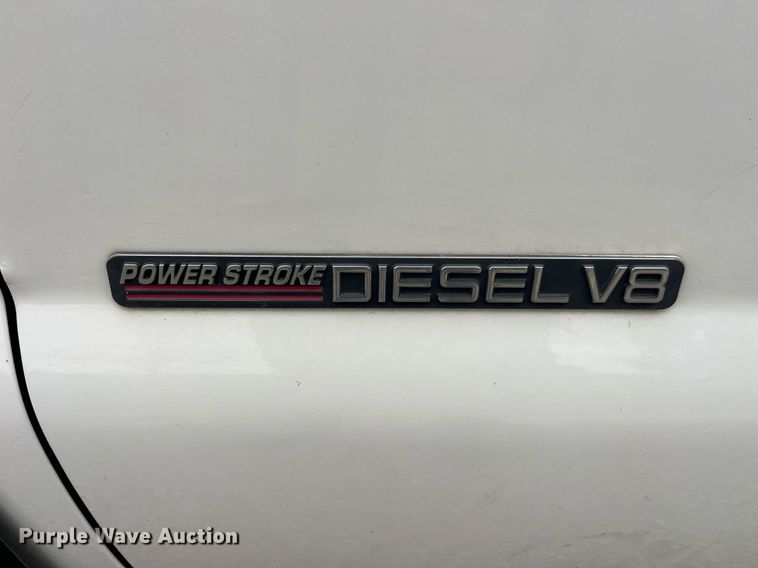 POWER STROKE DIESEL V8
Purple Wave Auction